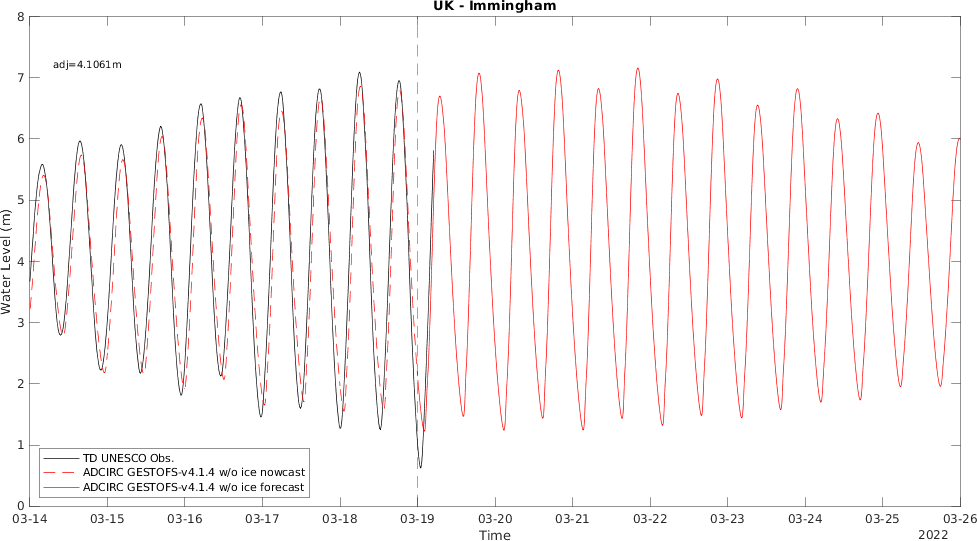 UK - Immingham
8
7
6
5
4
3
2
1
0
Water Level (m)
adj=4.1061m
TD UNESCO Obs.
ADCIRC GESTOFS-v4.1.4 w/o ice nowcast
ADCIRC GESTOFS-v4.1.4 w/o ice forecast
03-14 03-15 03-16 03-17 03-18 03-19 03-20 03-21 03-22 03-23 03-24 03-25 03-26
Time
2022